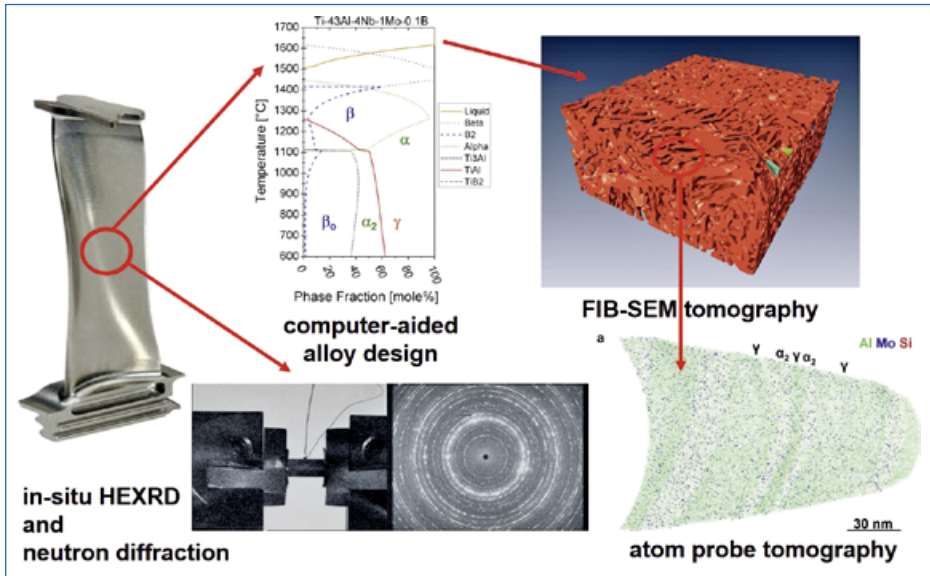 Ti-43Al-4Nb-1Mo-0.1B
1700
1600
1500
1400
1300
1200
1100
1000
900
800
700
600
Temperature [°C]
β
α
β₀
α₂
γ
Liquid
Beta
B2
Alpha
Ti3Al
TiAl
TiB2
0
20
40
60
80
100
Phase Fraction [mole%]
computer-aided
alloy design
FIB-SEM tomography
a
Al Mo Si
γ α₂ γ α₂ γ
30 nm
atom probe tomography
in-situ HEXRD
and
neutron diffraction